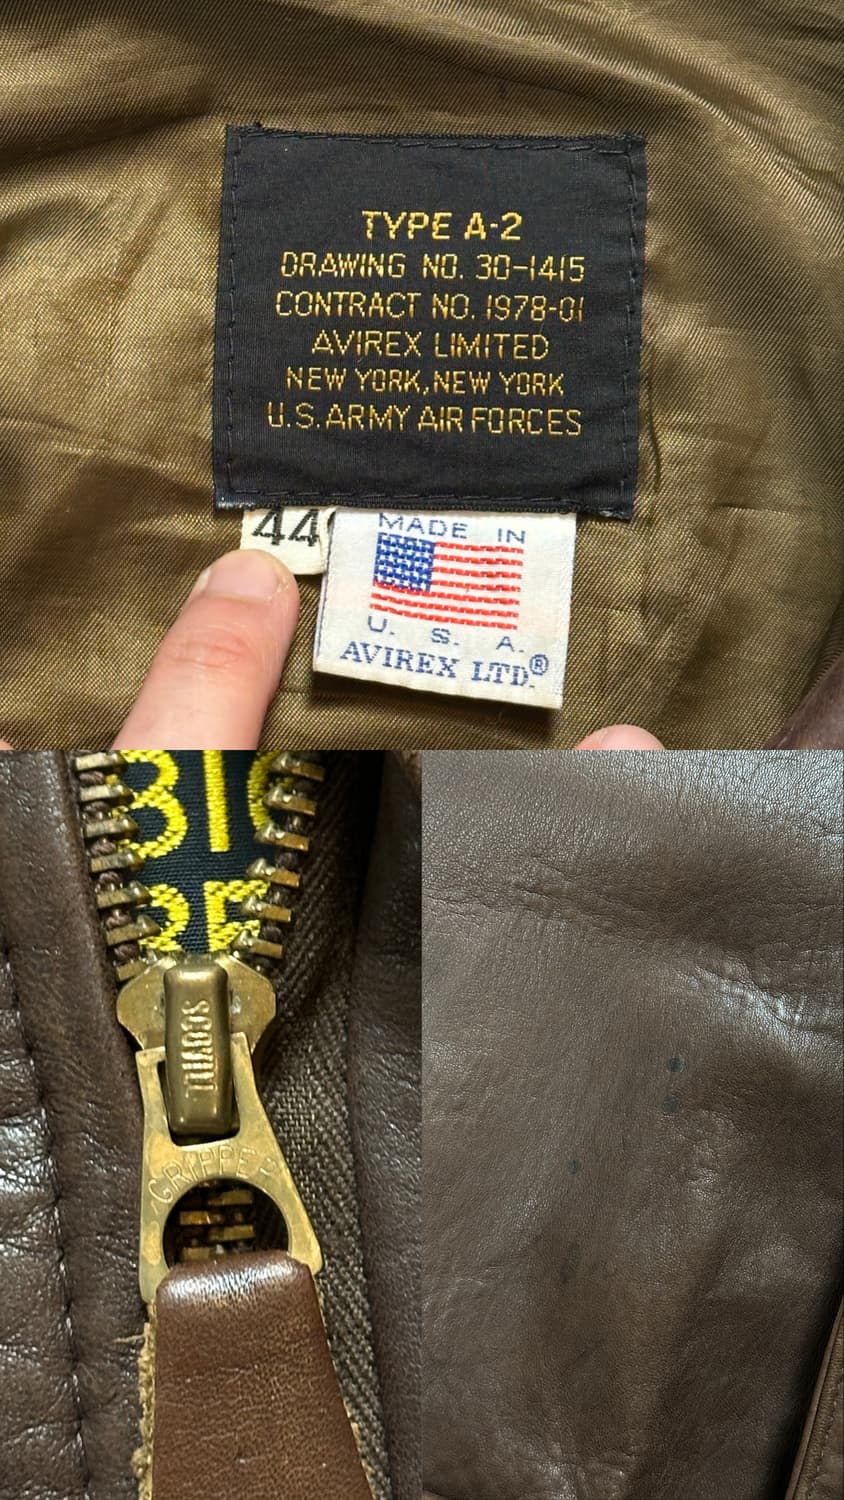 TYPE A-2
DRAWING NO. 30-1415
CONTRACT NO. 1978-01
AVIREX LIMITED
NEW YORK, NEW YORK
U.S. ARMY AIR FORCES
44
MADE IN
U. S. A.
AVIREX LTD.®
SCOVILL
GRIPPER